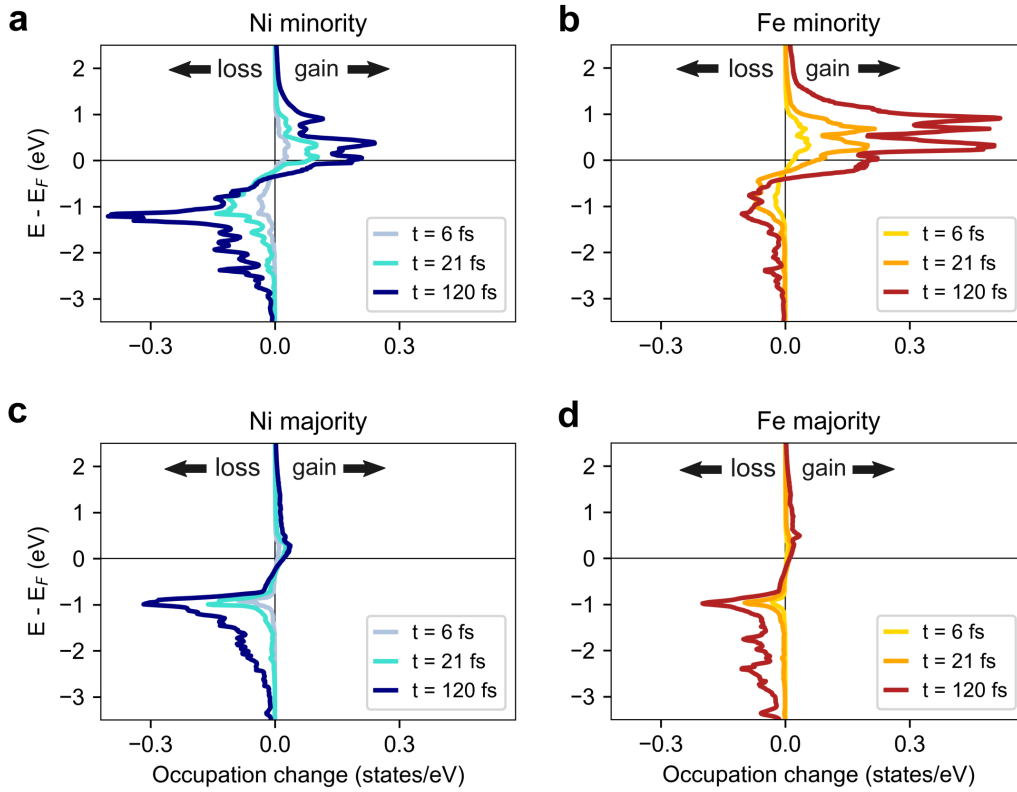 a
Ni minority
loss gain
E - E_F (eV)
2
1
0
−1
−2
−3
t = 6 fs
t = 21 fs
t = 120 fs
−0.3 0.0 0.3
b
Fe minority
loss gain
2
1
0
−1
−2
−3
t = 6 fs
t = 21 fs
t = 120 fs
−0.3 0.0 0.3
c
Ni majority
loss gain
E - E_F (eV)
2
1
0
−1
−2
−3
t = 6 fs
t = 21 fs
t = 120 fs
−0.3 0.0 0.3
Occupation change (states/eV)
d
Fe majority
loss gain
2
1
0
−1
−2
−3
t = 6 fs
t = 21 fs
t = 120 fs
−0.3 0.0 0.3
Occupation change (states/eV)